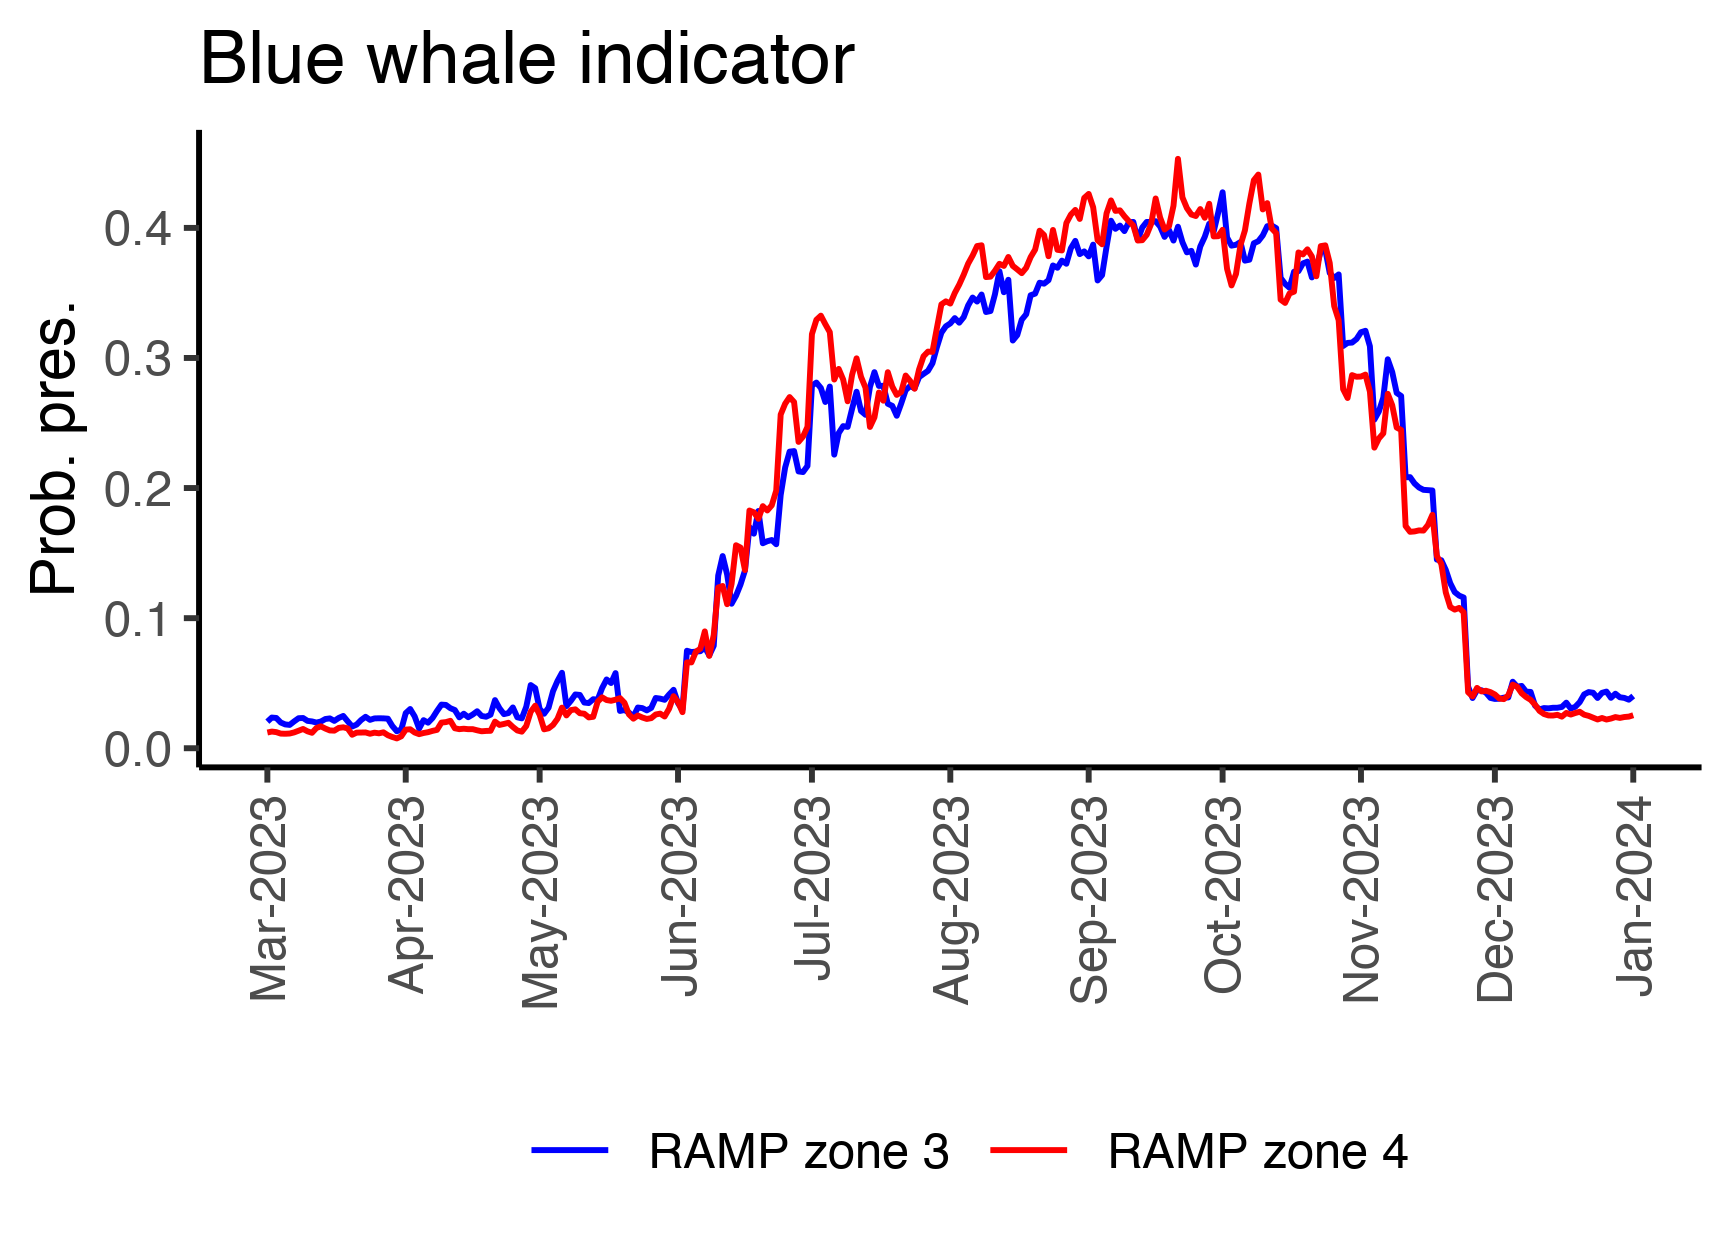 Blue whale indicator
Prob. pres.
0.4
0.3
0.2
0.1
0.0
Mar-2023
Apr-2023
May-2023
Jun-2023
Jul-2023
Aug-2023
Sep-2023
Oct-2023
Nov-2023
Dec-2023
Jan-2024
RAMP zone 3
RAMP zone 4